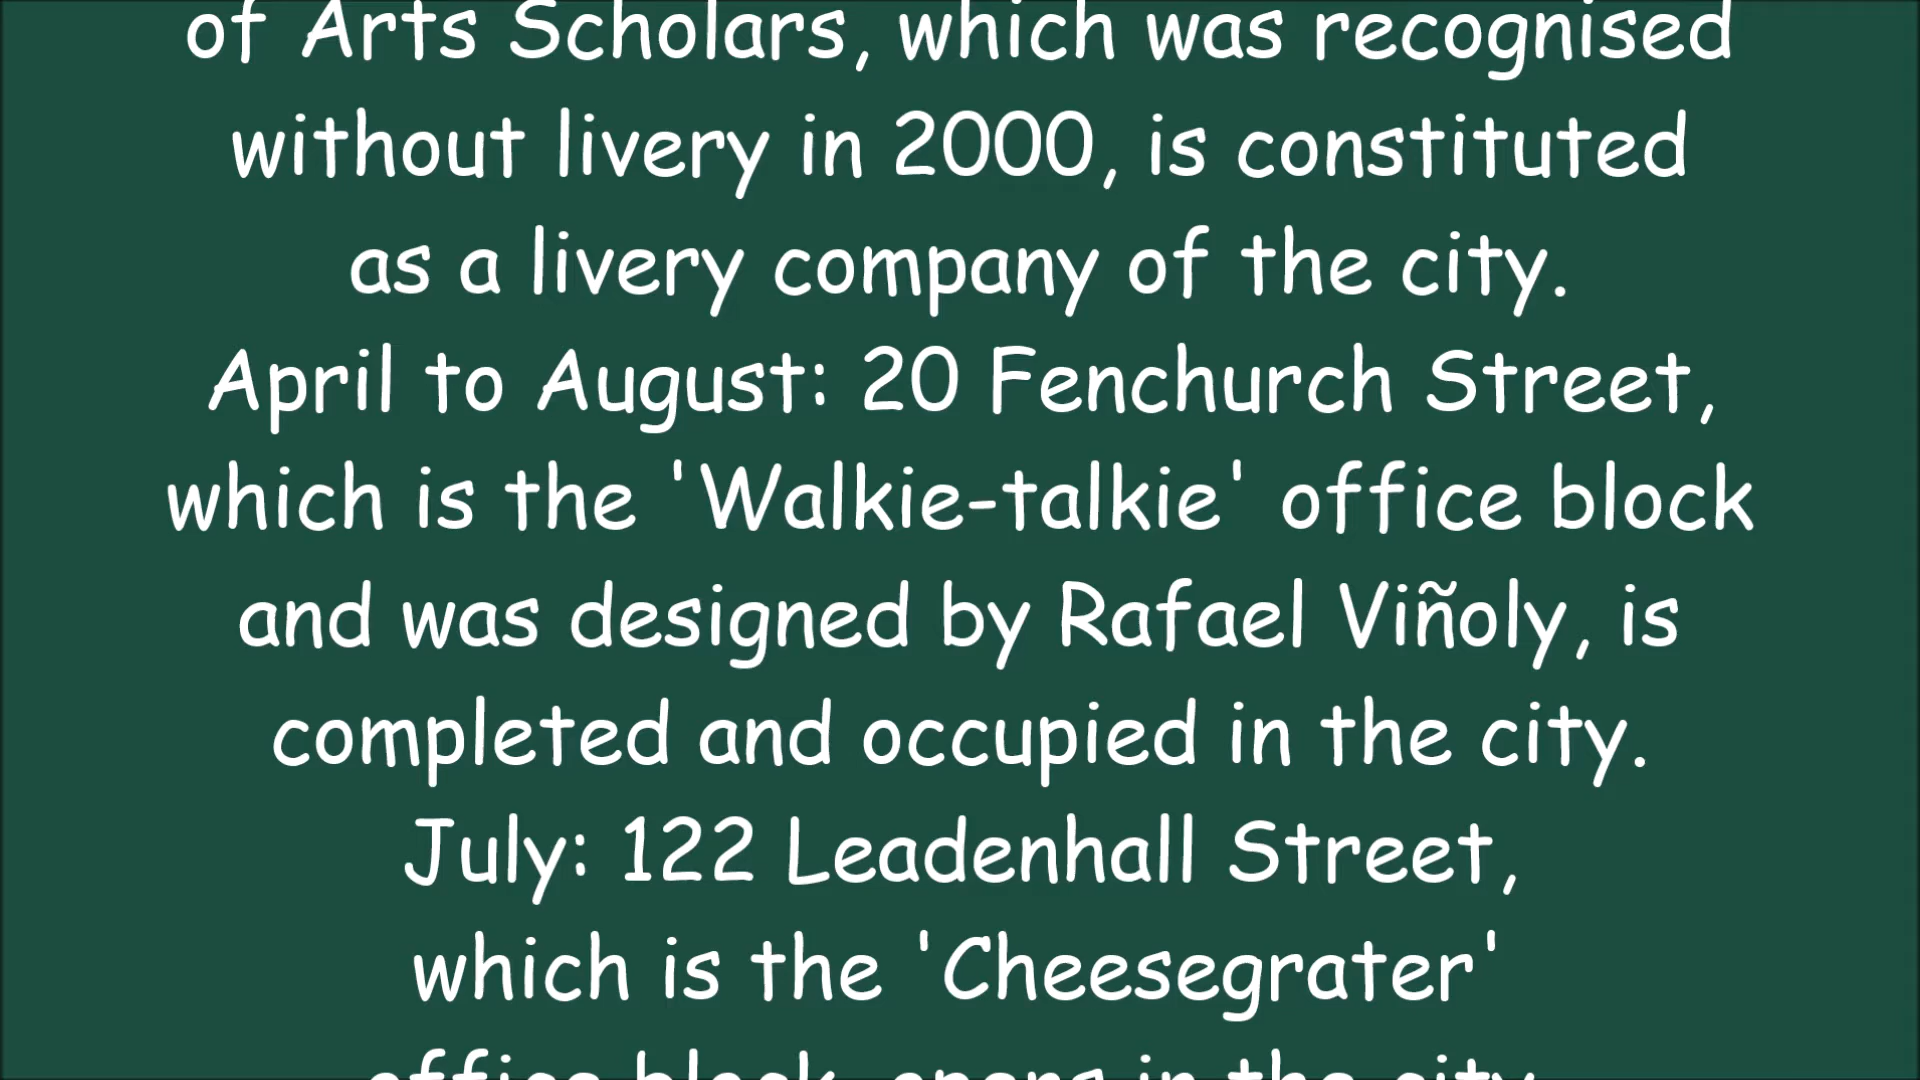 of Arts Scholars, which was recognised
without livery in 2000, is constituted
as a livery company of the city.
April to August: 20 Fenchurch Street,
which is the 'Walkie-talkie' office block
and was designed by Rafael Viñoly, is
completed and occupied in the city.
July: 122 Leadenhall Street,
which is the 'Cheesegrater'
office block, opens in the city.